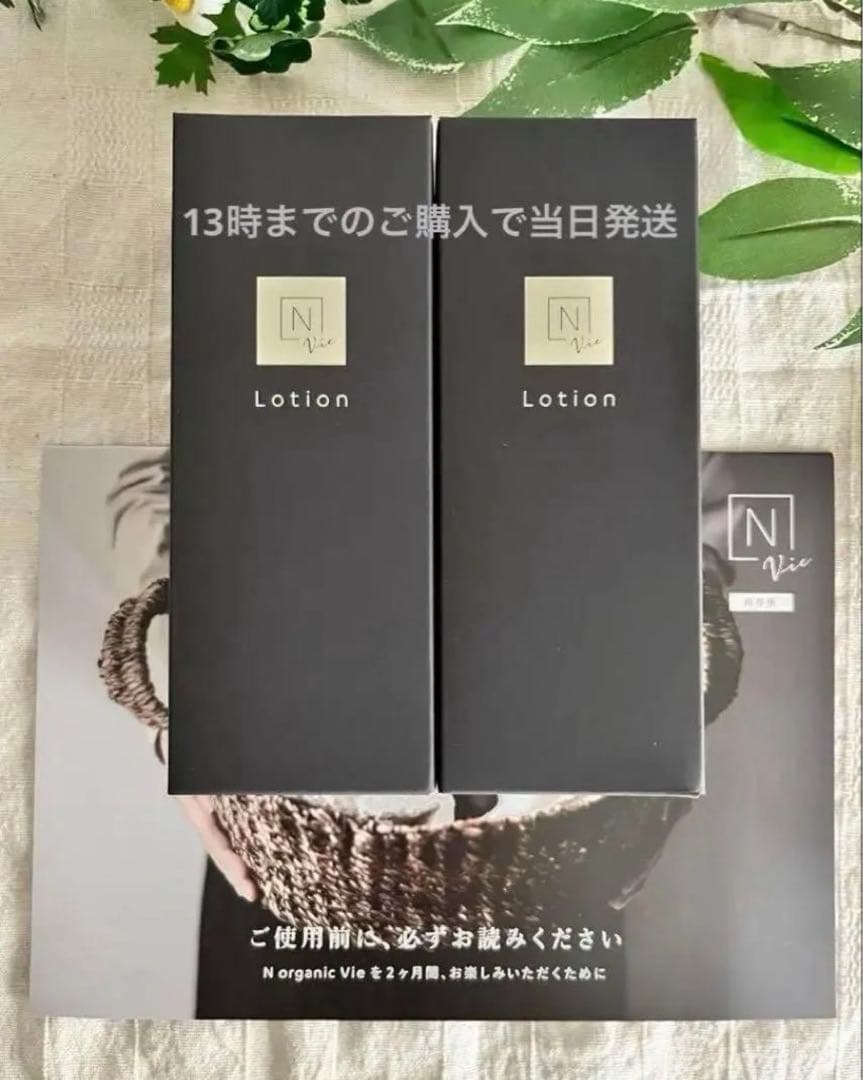 13時までのご購入で当日発送
N
Vie
Lotion
N
Vie
Lotion
N
Vie
ご使用前に、必ずお読みください
N organic Vie を2ヶ月間、お楽しみいただくために